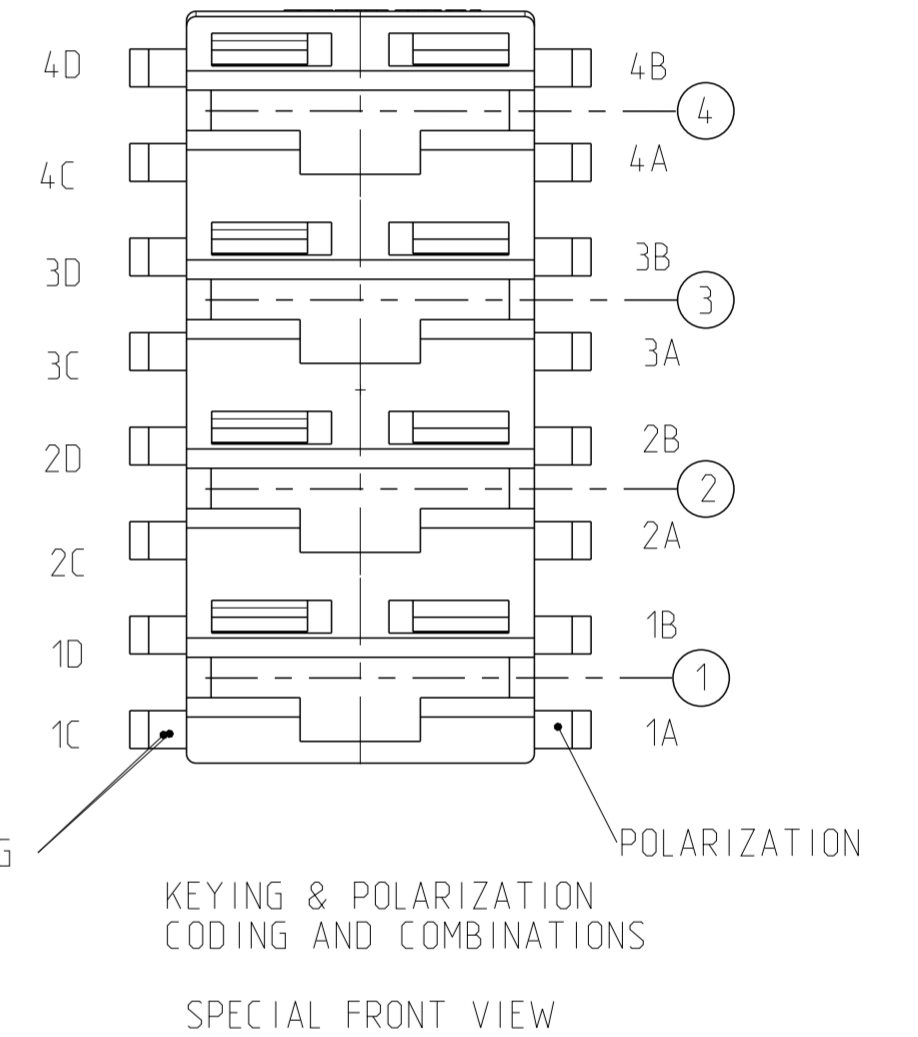 4D 4B
4
4C 4A
3D 3B
3
3C 3A
2D 2B
2
2C 2A
1D 1B
1
1C 1A
G POLARIZATION
KEYING & POLARIZATION
CODING AND COMBINATIONS
SPECIAL FRONT VIEW